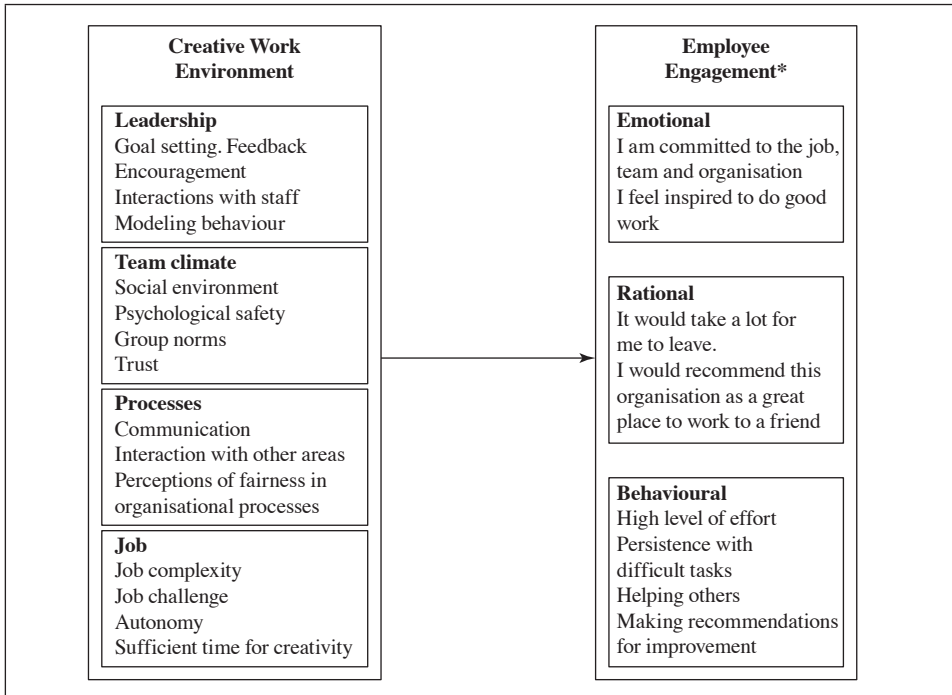 Creative Work
Environment
Leadership
Goal setting. Feedback
Encouragement
Interactions with staff
Modeling behaviour
Team climate
Social environment
Psychological safety
Group norms
Trust
Processes
Communication
Interaction with other areas
Perceptions of fairness in
organisational processes
Job
Job complexity
Job challenge
Autonomy
Sufficient time for creativity
Employee
Engagement*
Emotional
I am committed to the job,
team and organisation
I feel inspired to do good
work
Rational
It would take a lot for
me to leave.
I would recommend this
organisation as a great
place to work to a friend
Behavioural
High level of effort
Persistence with
difficult tasks
Helping others
Making recommendations
for improvement